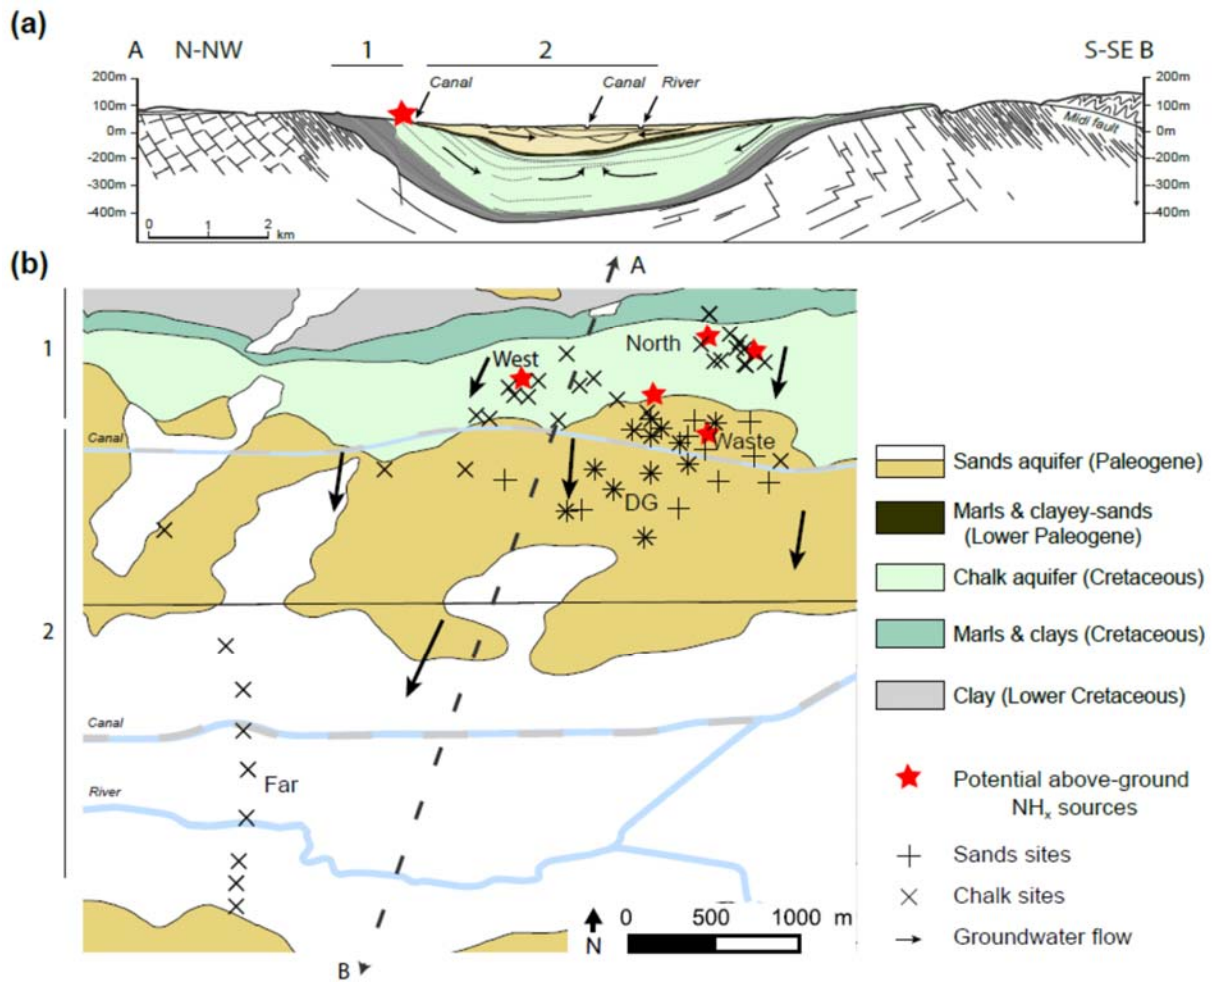 (a)
A N-NW 1 2 S-SE B
Canal Canal River
200m 200m
100m 100m
0m 0m
Midi fault
-200m -200m
-300m -300m
-400m -400m
0 1 2 km
(b)
A
1
North
West
Canal
Waste
DG
2
Canal
Far
River
0 500 1000 m
N
B
Sands aquifer (Paleogene)
Marls & clayey-sands
(Lower Paleogene)
Chalk aquifer (Cretaceous)
Marls & clays (Cretaceous)
Clay (Lower Cretaceous)
Potential above-ground
NHx sources
Sands sites
Chalk sites
Groundwater flow